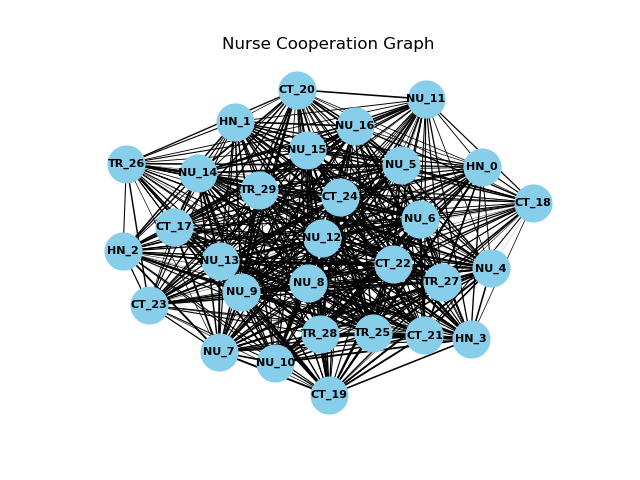 Nurse Cooperation Graph
CT_20
NU_11
HN_1
NU_16
NU_15
TR_26
NU_14
NU_5
HN_0
TR_29
CT_24
CT_18
NU_6
CT_17
NU_12
HN_2
NU_13
CT_22
NU_4
NU_9
NU_8
TR_27
CT_23
TR_28
TR_25
CT_21
HN_3
NU_7
NU_10
CT_19